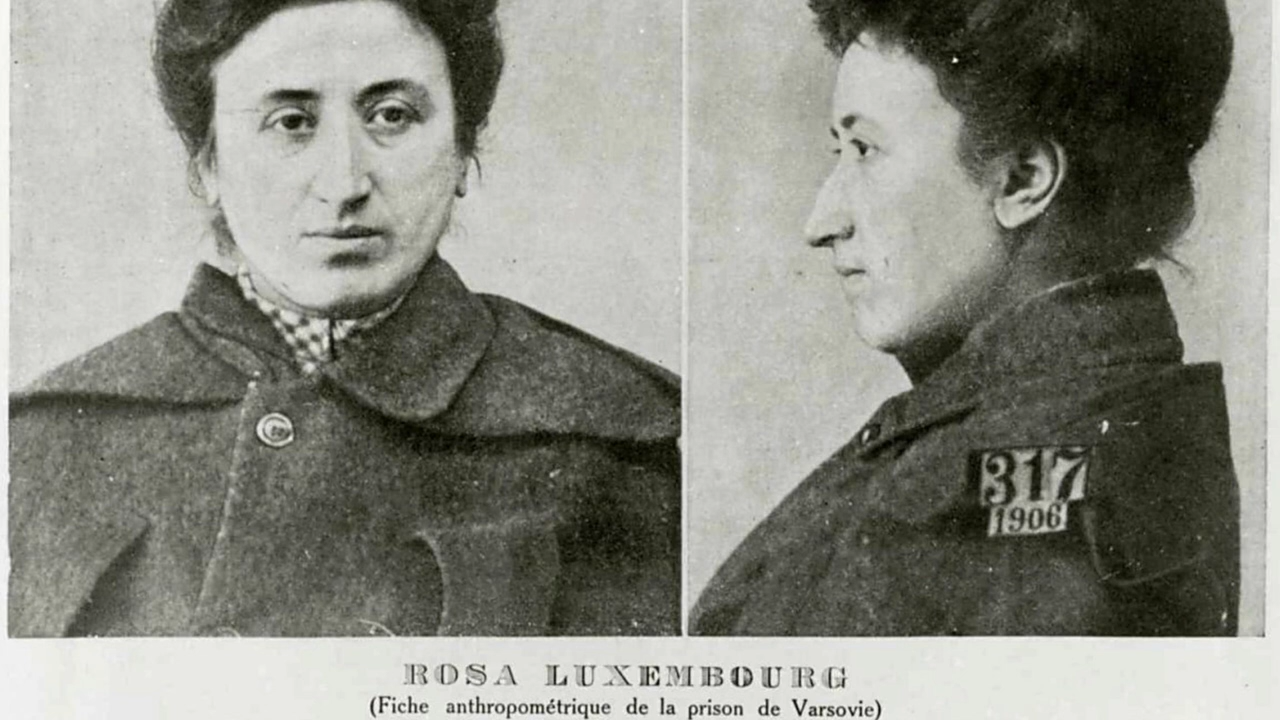 317
1906
ROSA LUXEMBOURG
(Fiche anthropométrique de la prison de Varsovie)